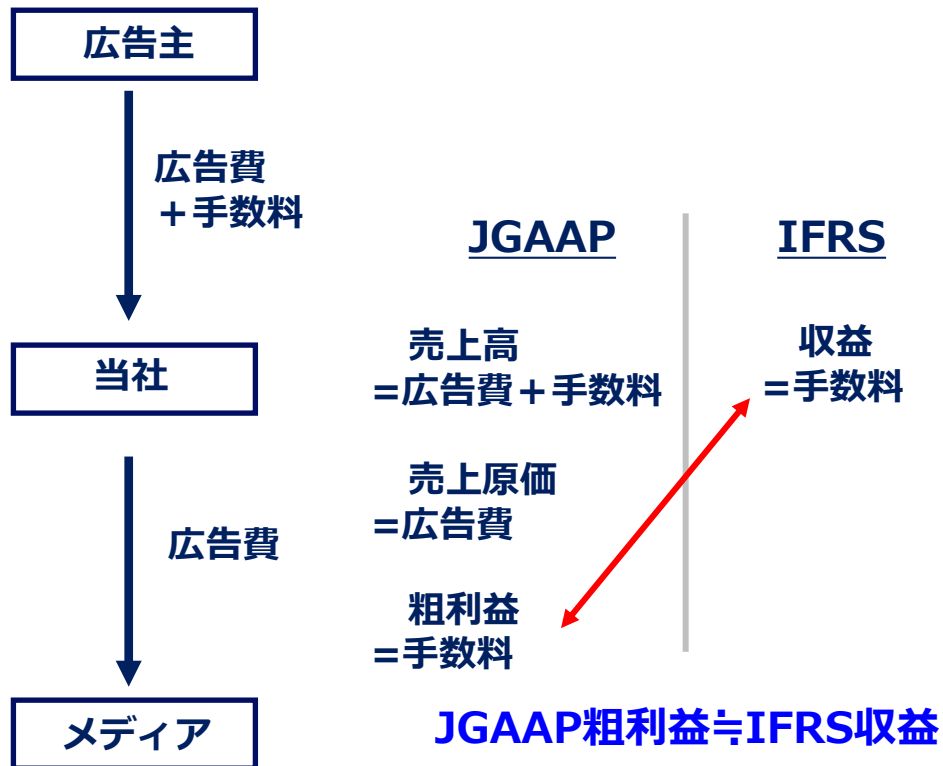 広告主
広告費
＋手数料
当社
広告費
メディア
JGAAP
売上高
=広告費＋手数料
売上原価
=広告費
粗利益
=手数料
IFRS
収益
=手数料
JGAAP粗利益≒IFRS収益